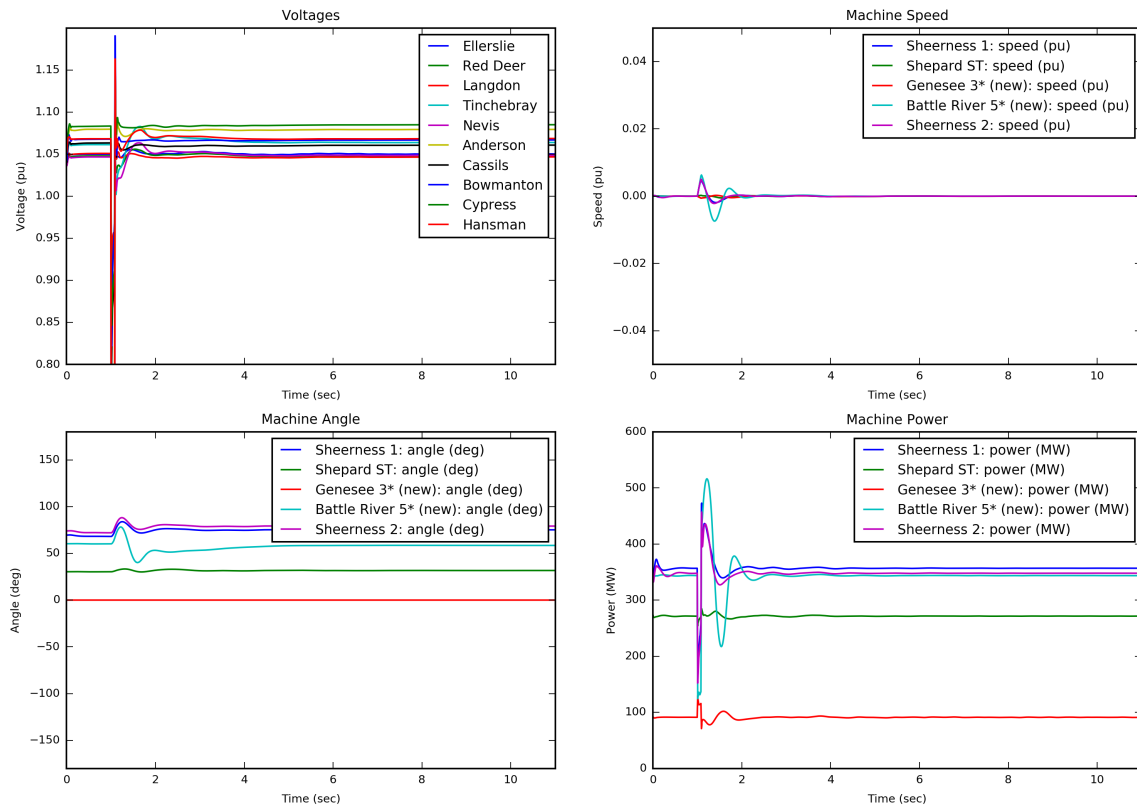 Voltages
1.15
1.10
1.05
1.00
0.95
0.90
0.85
0.80
Voltage (pu)
Ellerslie
Red Deer
Langdon
Tinchebray
Nevis
Anderson
Cassils
Bowmanton
Cypress
Hansman
0 2 4 6 8 10
Time (sec)
Machine Speed
0.04
0.02
0.00
−0.02
−0.04
Speed (pu)
Sheerness 1: speed (pu)
Shepard ST: speed (pu)
Genesee 3* (new): speed (pu)
Battle River 5* (new): speed (pu)
Sheerness 2: speed (pu)
0 2 4 6 8 10
Time (sec)
Machine Angle
150
100
50
0
−50
−100
−150
Angle (deg)
Sheerness 1: angle (deg)
Shepard ST: angle (deg)
Genesee 3* (new): angle (deg)
Battle River 5* (new): angle (deg)
Sheerness 2: angle (deg)
0 2 4 6 8 10
Time (sec)
Machine Power
600
500
400
300
200
100
0
Power (MW)
Sheerness 1: power (MW)
Shepard ST: power (MW)
Genesee 3* (new): power (MW)
Battle River 5* (new): power (MW)
Sheerness 2: power (MW)
0 2 4 6 8 10
Time (sec)